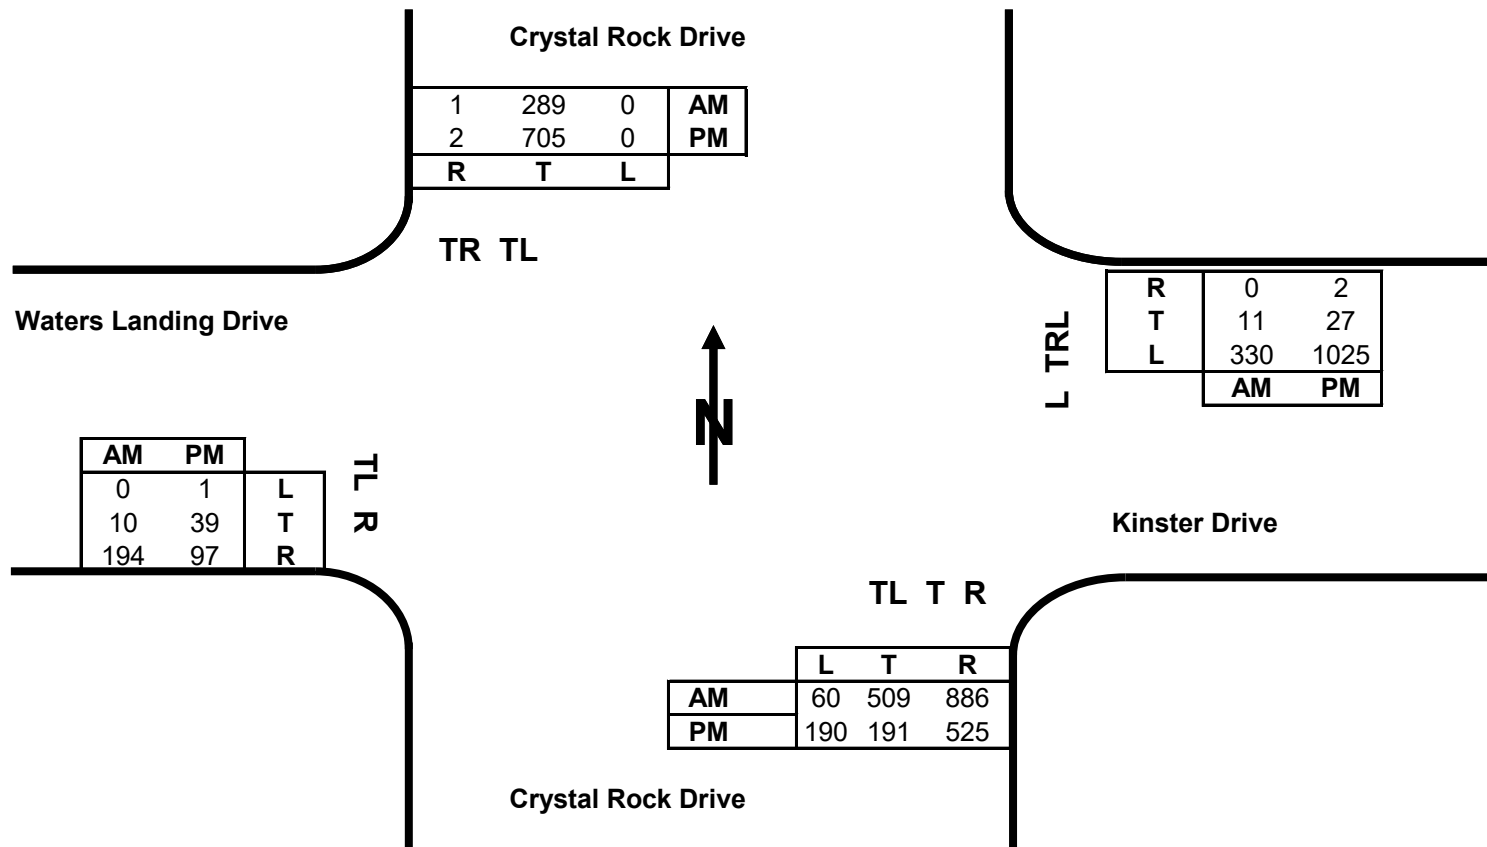 Crystal Rock Drive
1 289 0 AM
2 705 0 PM
R T L
TR TL
Waters Landing Drive
R 0 2
T 11 27
L 330 1025
AM PM
L TRL
N
AM PM
0 1 L
10 39 T
194 97 R
TL R
Kinster Drive
TL T R
L T R
AM 60 509 886
PM 190 191 525
Crystal Rock Drive